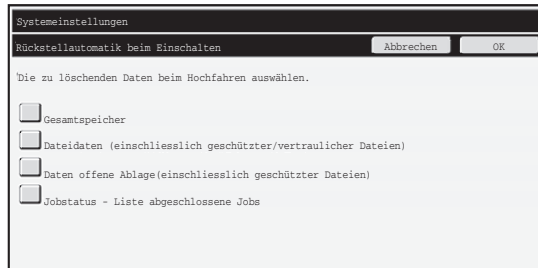 Systemeinstellungen
Rückstellautomatik beim Einschalten Abbrechen OK
'Die zu löschenden Daten beim Hochfahren auswählen.
Gesamtspeicher
Dateidaten (einschliesslich geschützter/vertraulicher Dateien)
Daten offene Ablage(einschliesslich geschützter Dateien)
Jobstatus - Liste abgeschlossene Jobs